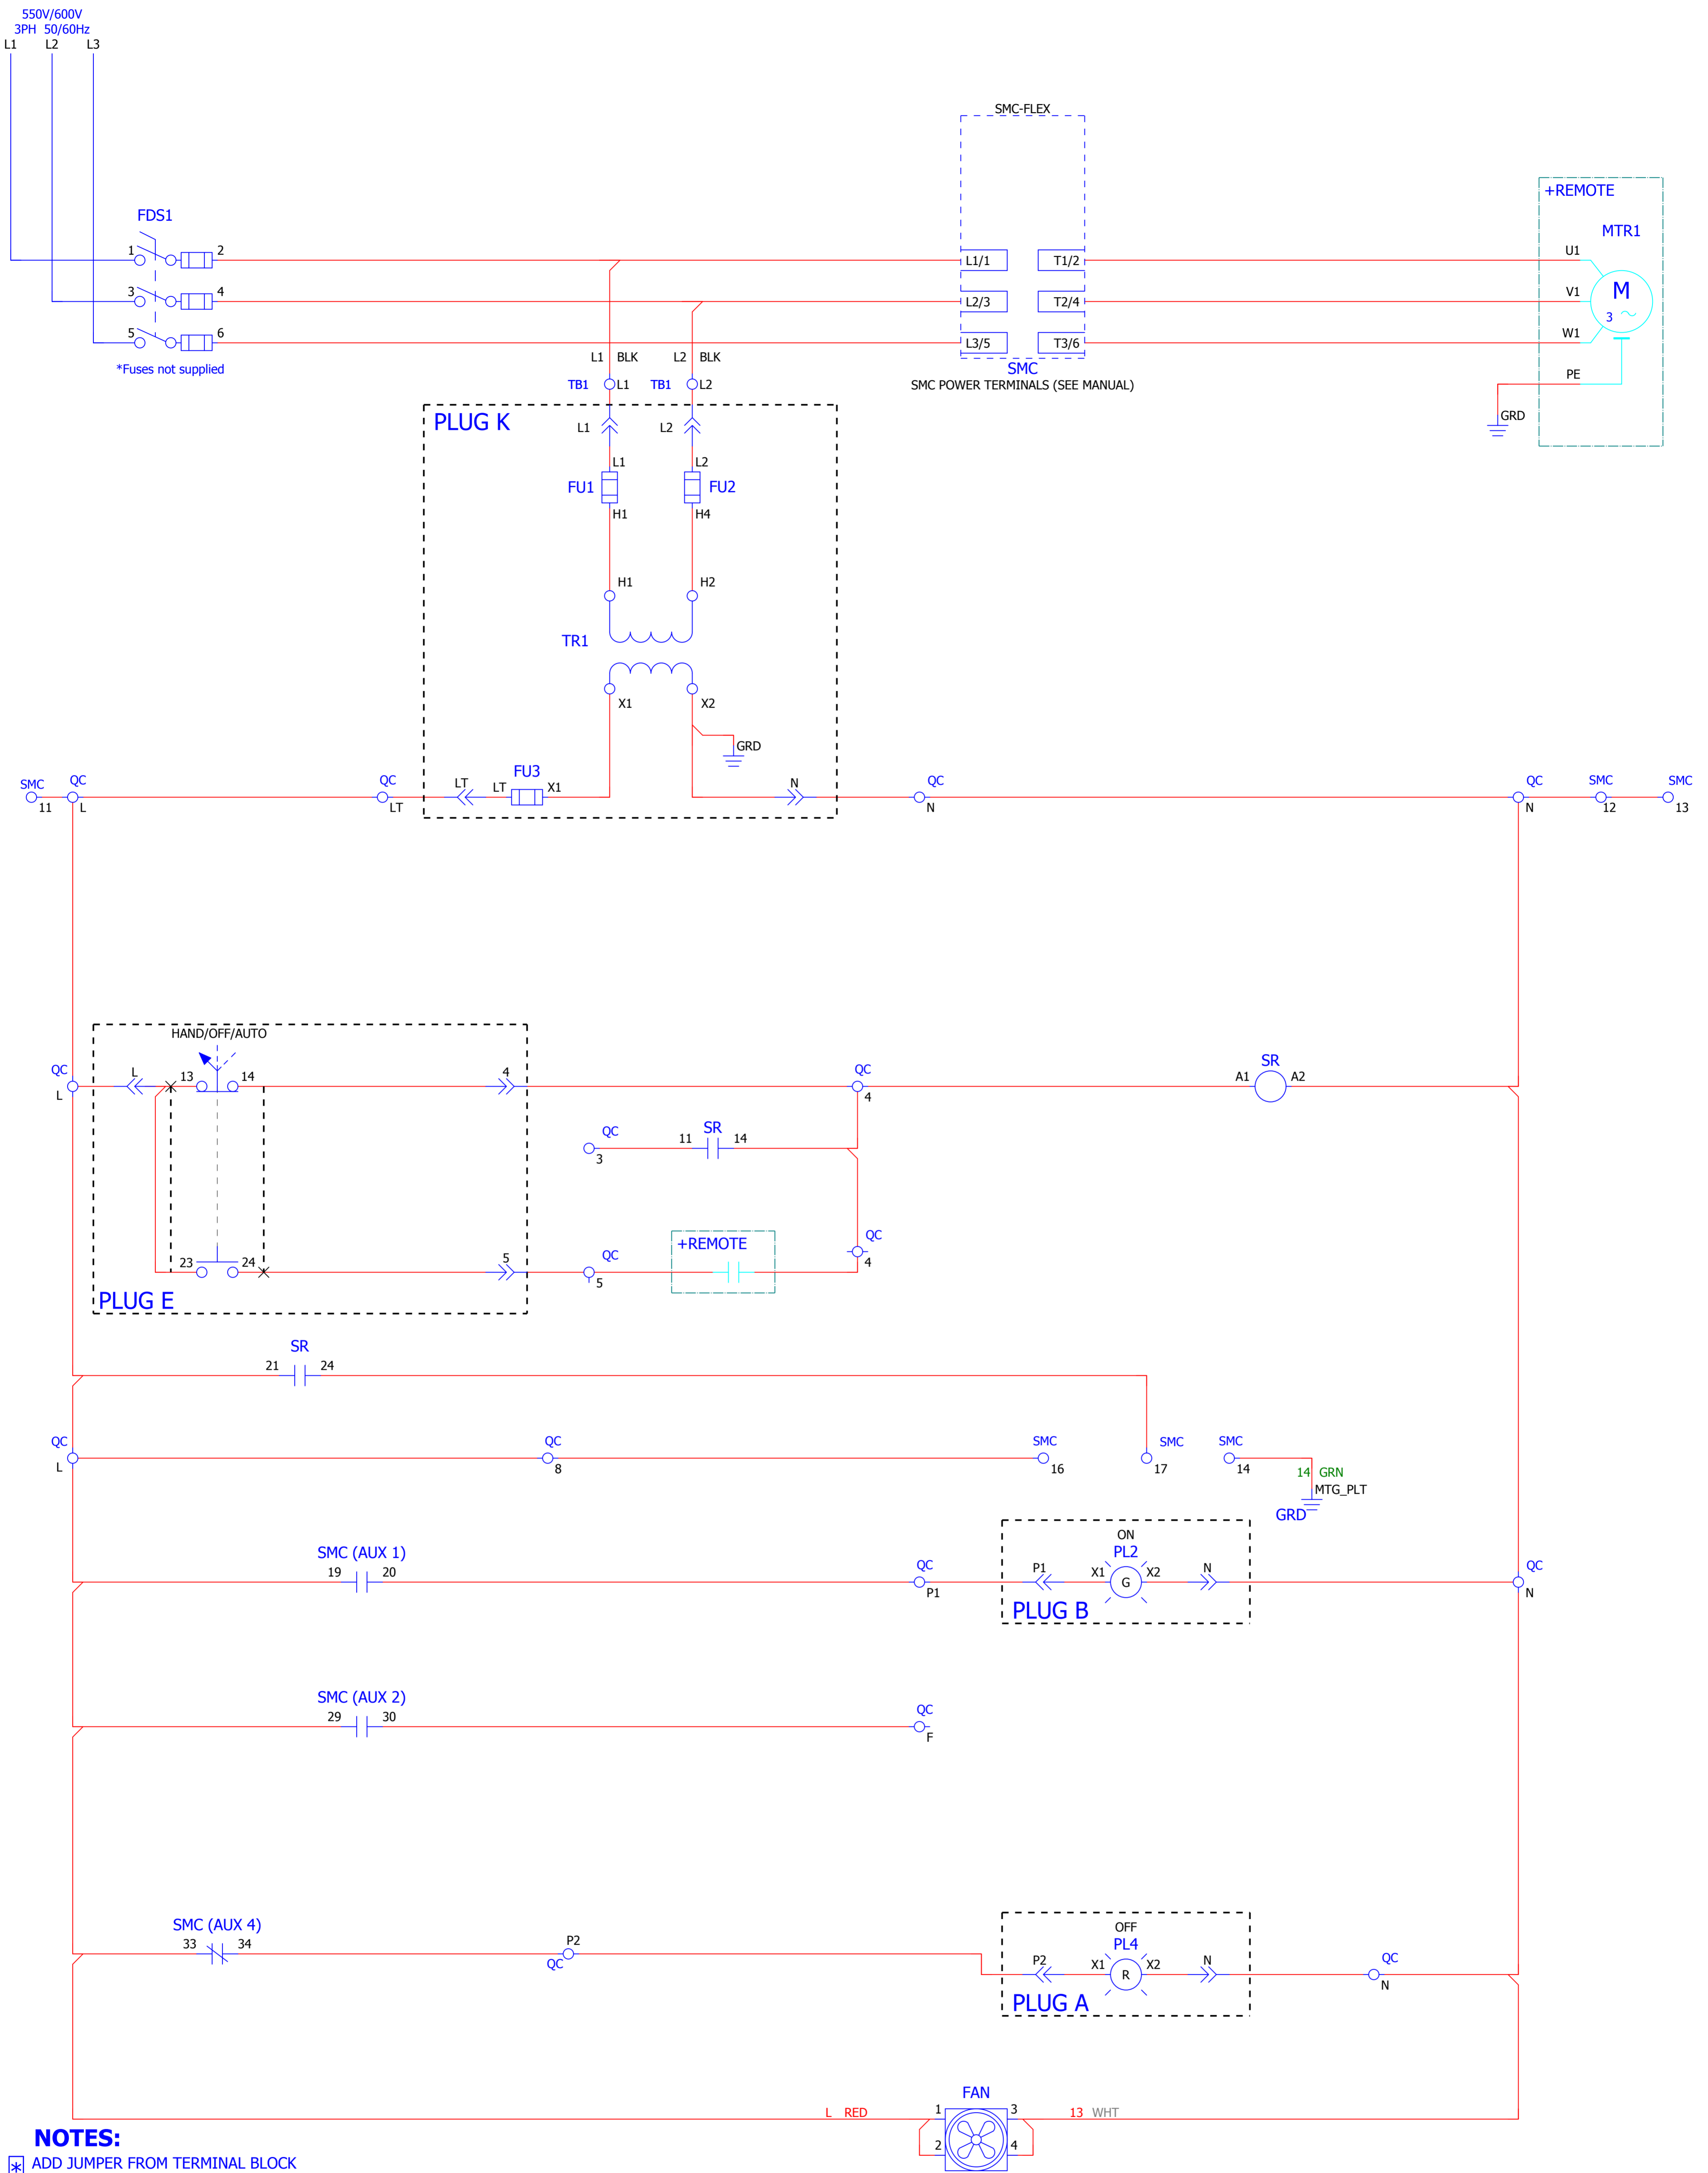 550V/600V
3PH 50/60Hz
L1 L2 L3
SMC-FLEX
+REMOTE
FDS1
MTR1
1 2
L1/1 T1/2
U1
3 4
L2/3 T2/4
V1
M
3
5 6
L3/5 T3/6
W1
*Fuses not supplied
L1 BLK L2 BLK
SMC
SMC POWER TERMINALS (SEE MANUAL)
PE
TB1 L1 TB1 L2
GRD
PLUG K
L1 L2
L1 L2
FU1 FU2
H1 H4
H1 H2
TR1
X1 X2
GRD
FU3
SMC QC QC LT LT X1 N QC QC SMC SMC
11 L LT N N 12 13
HAND/OFF/AUTO
QC L 13 14 4 QC SR
L 4 A1 A2
QC 11 SR 14
3
QC
+REMOTE
23 24 5 QC 4
5
PLUG E
SR
21 24
QC QC SMC SMC SMC
L 8 16 17 14
14 GRN
MTG_PLT
GRD
ON
SMC (AUX 1) PL2
19 20 QC P1 X1 G X2 N QC
P1 N
PLUG B
SMC (AUX 2)
29 30 QC
F
OFF
SMC (AUX 4) P2 PL4
33 34 QC P2 X1 R X2 N QC
N
PLUG A
FAN
L RED 1 3 13 WHT
2 4
NOTES:
* ADD JUMPER FROM TERMINAL BLOCK